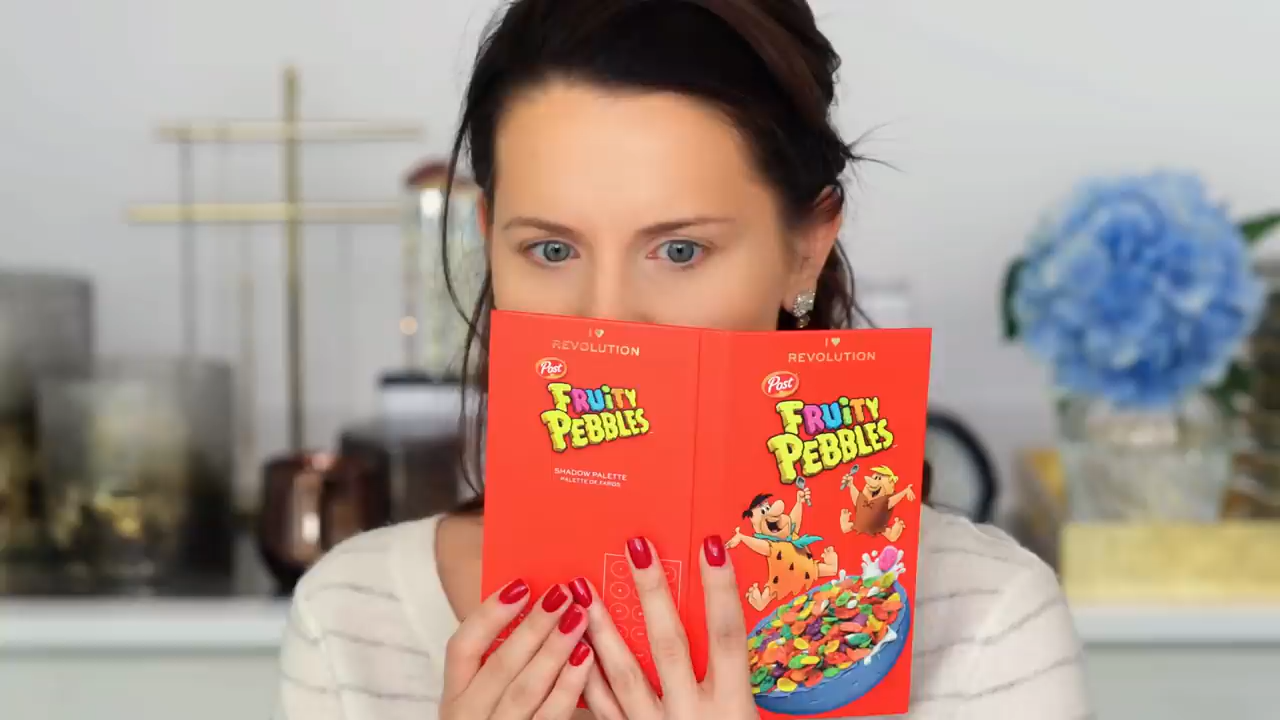 I ♥
REVOLUTION
Post
FRUITY
PEBBLES
SHADOW PALETTE
PALETTE DE FARDS
I ♥
REVOLUTION
Post
FRUITY
PEBBLES